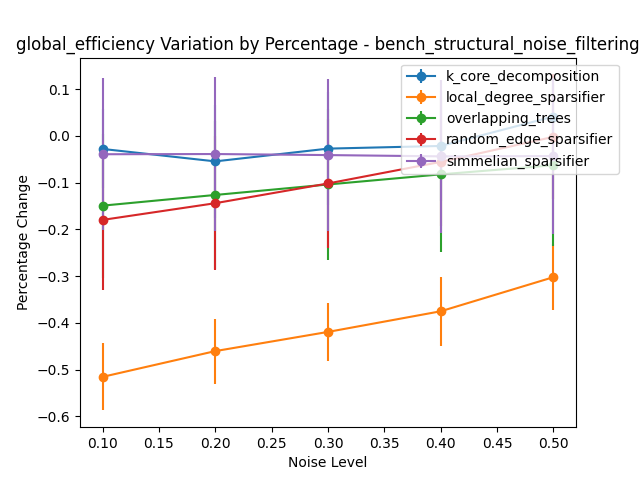 global_efficiency Variation by Percentage - bench_structural_noise_filtering
k_core_decomposition
local_degree_sparsifier
overlapping_trees
random_edge_sparsifier
simmelian_sparsifier
Percentage Change
0.1
0.0
−0.1
−0.2
−0.3
−0.4
−0.5
−0.6
0.10 0.15 0.20 0.25 0.30 0.35 0.40 0.45 0.50
Noise Level